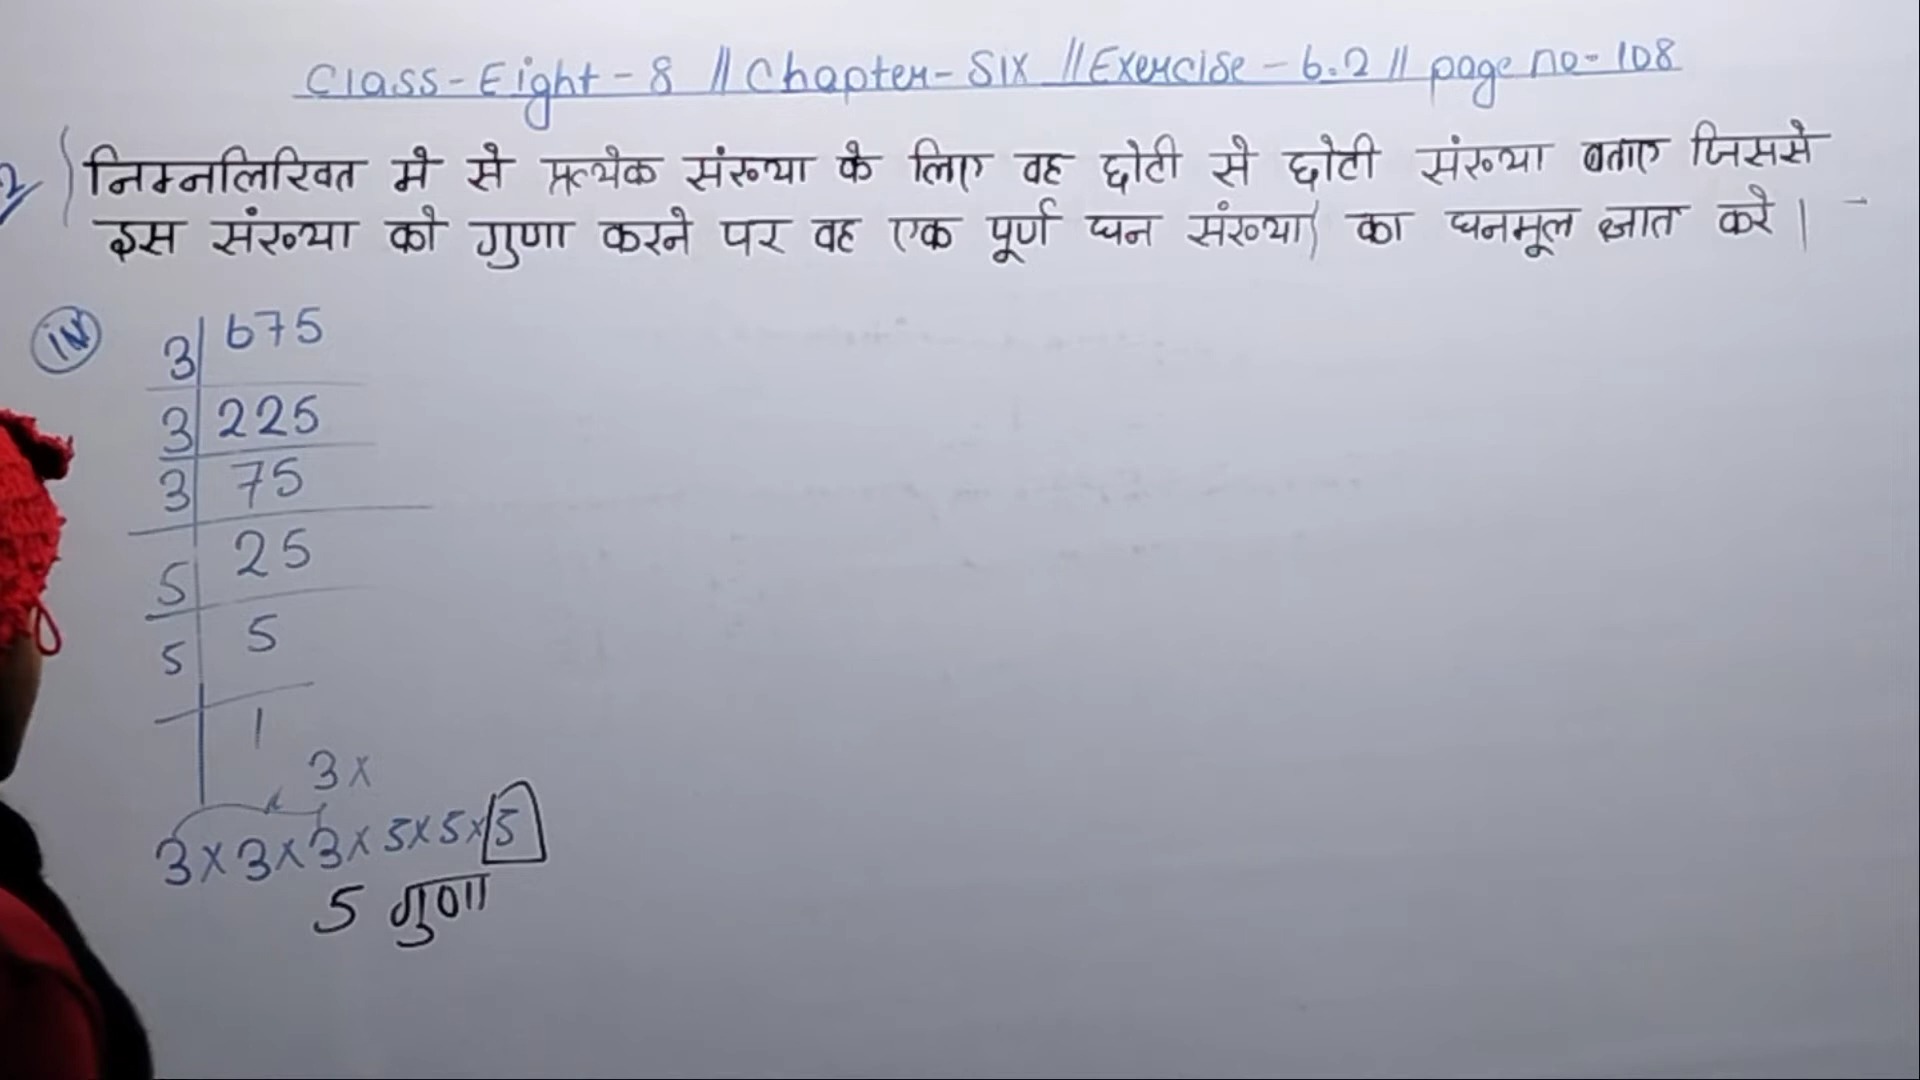 Class-Eight-8 || Chapter-Six || Exercise-6.2 || page no-108
2) निम्नलिखित मे से प्रत्येक संख्या के लिए वह छोटी से छोटी संख्या बताए जिससे
इस संख्या को गुणा करने पर वह एक पूर्ण घन संख्या का घनमूल ज्ञात करे।
iv
3 | 675
3 | 225
3 | 75
5 | 25
5 | 5
1
3 ×
3 × 3 × 3 × 5 × 5 × 5
5 गुणा